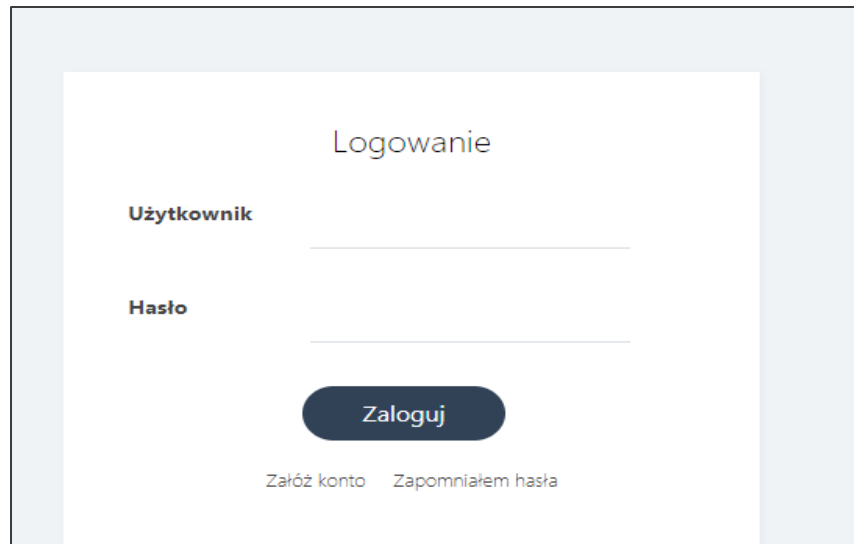 Logowanie
Użytkownik
Hasło
Zaloguj
Załóż konto Zapomniałem hasła